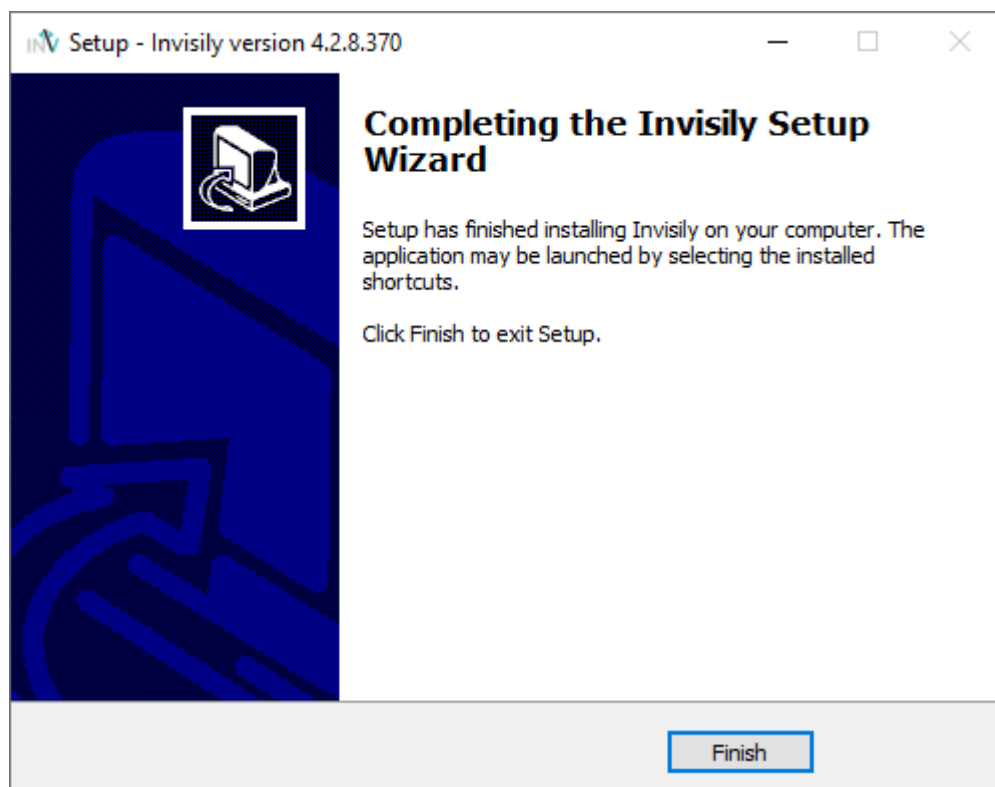 INV Setup - Invisily version 4.2.8.370
Completing the Invisily Setup
Wizard
Setup has finished installing Invisily on your computer. The
application may be launched by selecting the installed
shortcuts.
Click Finish to exit Setup.
Finish